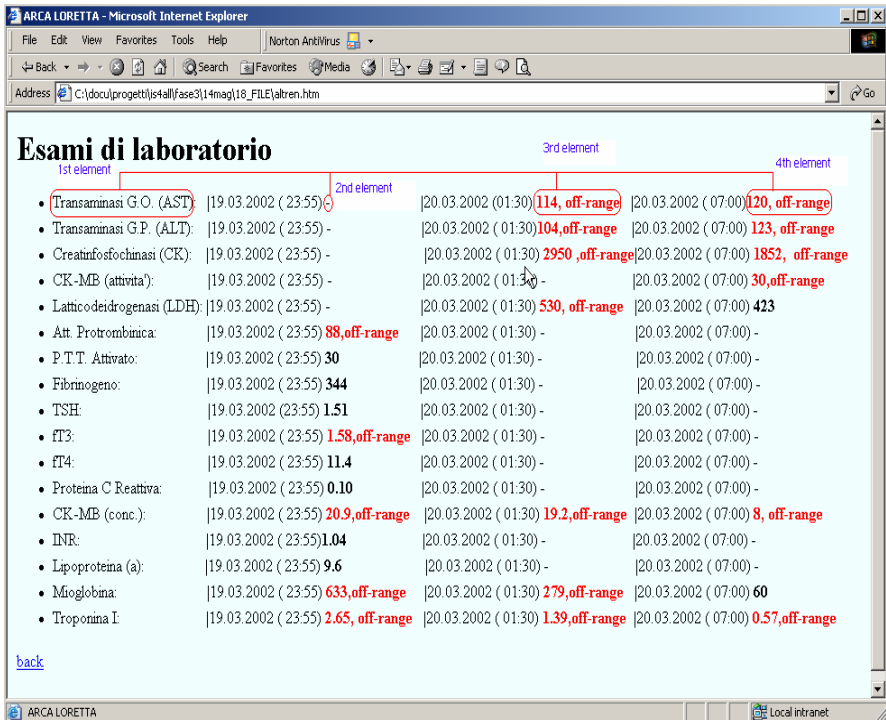 ARCA LORETTA - Microsoft Internet Explorer
File Edit View Favorites Tools Help Norton AntiVirus
Back Search Favorites Media
Address C:\docu\progetti\is4all\fase3\14mag\18_FILE\altren.htm Go
Esami di laboratorio
3rd element
1st element
4th element
2nd element
Transaminasi G.O. (AST): |19.03.2002 ( 23:55) - |20.03.2002 (01:30) 114, off-range |20.03.2002 ( 07:00) 120, off-range
Transaminasi G.P. (ALT): |19.03.2002 ( 23:55) - |20.03.2002 ( 01:30) 104,off-range |20.03.2002 ( 07:00) 123, off-range
Creatinfosfochinasi (CK): |19.03.2002 ( 23:55) - |20.03.2002 ( 01:30) 2950 ,off-range |20.03.2002 ( 07:00) 1852, off-range
CK-MB (attivita'): |19.03.2002 ( 23:55) - |20.03.2002 ( 01:30) - |20.03.2002 ( 07:00) 30,off-range
Latticodeidrogenasi (LDH): |19.03.2002 ( 23:55) - |20.03.2002 ( 01:30) 530, off-range |20.03.2002 ( 07:00) 423
Att. Protrombinica: |19.03.2002 ( 23:55) 88,off-range |20.03.2002 ( 01:30) - |20.03.2002 ( 07:00) -
P.T.T. Attivato: |19.03.2002 ( 23:55) 30 |20.03.2002 ( 01:30) - |20.03.2002 ( 07:00) -
Fibrinogeno: |19.03.2002 ( 23:55) 344 |20.03.2002 ( 01:30) - |20.03.2002 ( 07:00) -
TSH: |19.03.2002 (23:55) 1.51 |20.03.2002 ( 01:30) - |20.03.2002 ( 07:00) -
fT3: |19.03.2002 ( 23:55) 1.58,off-range |20.03.2002 ( 01:30) - |20.03.2002 ( 07:00) -
fT4: |19.03.2002 ( 23:55) 11.4 |20.03.2002 ( 01:30) - |20.03.2002 ( 07:00) -
Proteina C Reattiva: |19.03.2002 ( 23:55) 0.10 |20.03.2002 ( 01:30) - |20.03.2002 ( 07:00) -
CK-MB (conc.): |19.03.2002 ( 23:55) 20.9,off-range |20.03.2002 ( 01:30) 19.2,off-range |20.03.2002 ( 07:00) 8, off-range
INR: |19.03.2002 ( 23:55)1.04 |20.03.2002 ( 01:30) - |20.03.2002 ( 07:00) -
Lipoproteina (a): |19.03.2002 ( 23:55) 9.6 |20.03.2002 ( 01:30) - |20.03.2002 ( 07:00) -
Mioglobina: |19.03.2002 ( 23:55) 633,off-range |20.03.2002 ( 01:30) 279,off-range |20.03.2002 ( 07:00) 60
Troponina I: |19.03.2002 ( 23:55) 2.65, off-range |20.03.2002 ( 01:30) 1.39,off-range |20.03.2002 ( 07:00) 0.57,off-range
back
ARCA LORETTA Local intranet